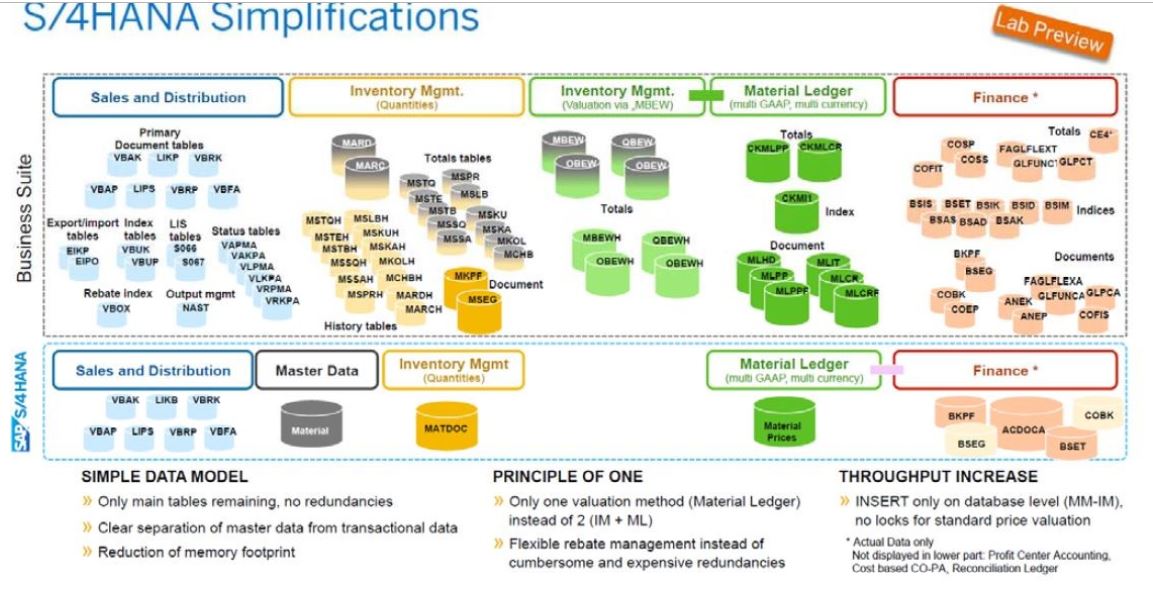 S/4HANA Simplifications
Lab Preview
Business Suite
Sales and Distribution
Inventory Mgmt.
(Quantities)
Inventory Mgmt.
(Valuation via „MBEW)
Material Ledger
(multi GAAP, multi currency)
Finance *
Primary
Document tables
VBAK LIKP VBRK
VBAP LIPS VBRP VBFA
Export/import
tables
EIKP
EIPO
Index
tables
VBUK
VBUP
LIS
tables
S066
S067
Status tables
VAPMA
VAKPA
VLPMA
VLKPA
VRPMA
VRKPA
Rebate index
VBOX
Output mgmt
NAST
MARD
MARC
Totals tables
MSTQ
MSPR
MSTE
MSLB
MSTB
MSKU
MSSQ
MSKA
MSSA
MKOL
MCHB
MSTQH
MSLBH
MSTEH
MSKUH
MSTBH
MSKAH
MSSQH
MKOLH
MSSAH
MCHBH
MSPRH
MARDH
MARCH
History tables
MKPF
Document
MSEG
MBEW
QBEW
OBEW
OBEW
Totals
MBEWH
QBEWH
OBEWH
OBEWH
Totals
CKMLPP
CKMLCR
CKMI1
Index
Document
MLHD
MLIT
MLPP
MLCR
MLPPF
MLCRF
Totals
CE4*
COSP
FAGLFLEXT
COSS
GLFUNCT
GLPCT
COFIT
BSIS BSET BSIK BSID BSIM
Indices
BSAS BSAD BSAK
Documents
BKPF
BSEG
FAGLFLEXA
GLFUNCA
GLPCA
COBK
ANEK
COEP
ANEP
COFIS
SAP S/4HANA
Sales and Distribution
Master Data
Inventory Mgmt
(Quantities)
Material Ledger
(multi GAAP, multi currency)
Finance *
VBAK LIKB VBRK
VBAP LIPS VBRP VBFA
Material
MATDOC
Material
Prices
BKPF
ACDOCA
COBK
BSEG
BSET
SIMPLE DATA MODEL
» Only main tables remaining, no redundancies
» Clear separation of master data from transactional data
» Reduction of memory footprint
PRINCIPLE OF ONE
» Only one valuation method (Material Ledger)
instead of 2 (IM + ML)
» Flexible rebate management instead of
cumbersome and expensive redundancies
THROUGHPUT INCREASE
» INSERT only on database level (MM-IM),
no locks for standard price valuation
* Actual Data only
Not displayed in lower part: Profit Center Accounting,
Cost based CO-PA, Reconciliation Ledger